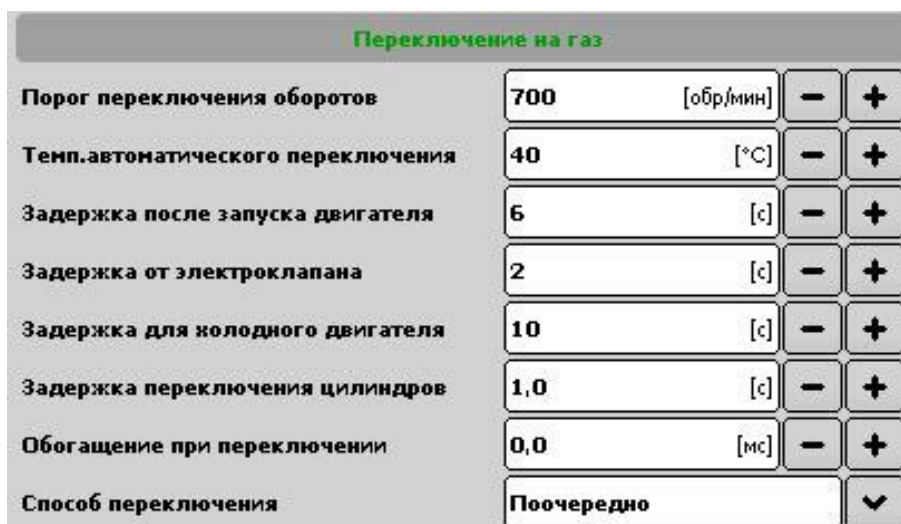 Переключение на газ
Порог переключения оборотов 700 [обр/мин]
Темп.автоматического переключения 40 [°C]
Задержка после запуска двигателя 6 [с]
Задержка от электроклапана 2 [с]
Задержка для холодного двигателя 10 [с]
Задержка переключения цилиндров 1,0 [с]
Обогащение при переключении 0,0 [мс]
Способ переключения Поочередно